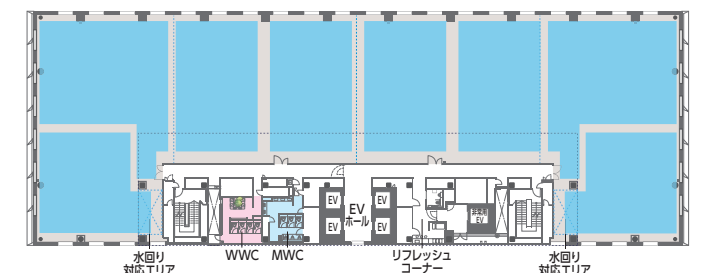 EV
EV
EV
EV
EV
ホール
非常用
EV
水回り
対応エリア
WWC
MWC
リフレッシュ
コーナー
水回り
対応エリア